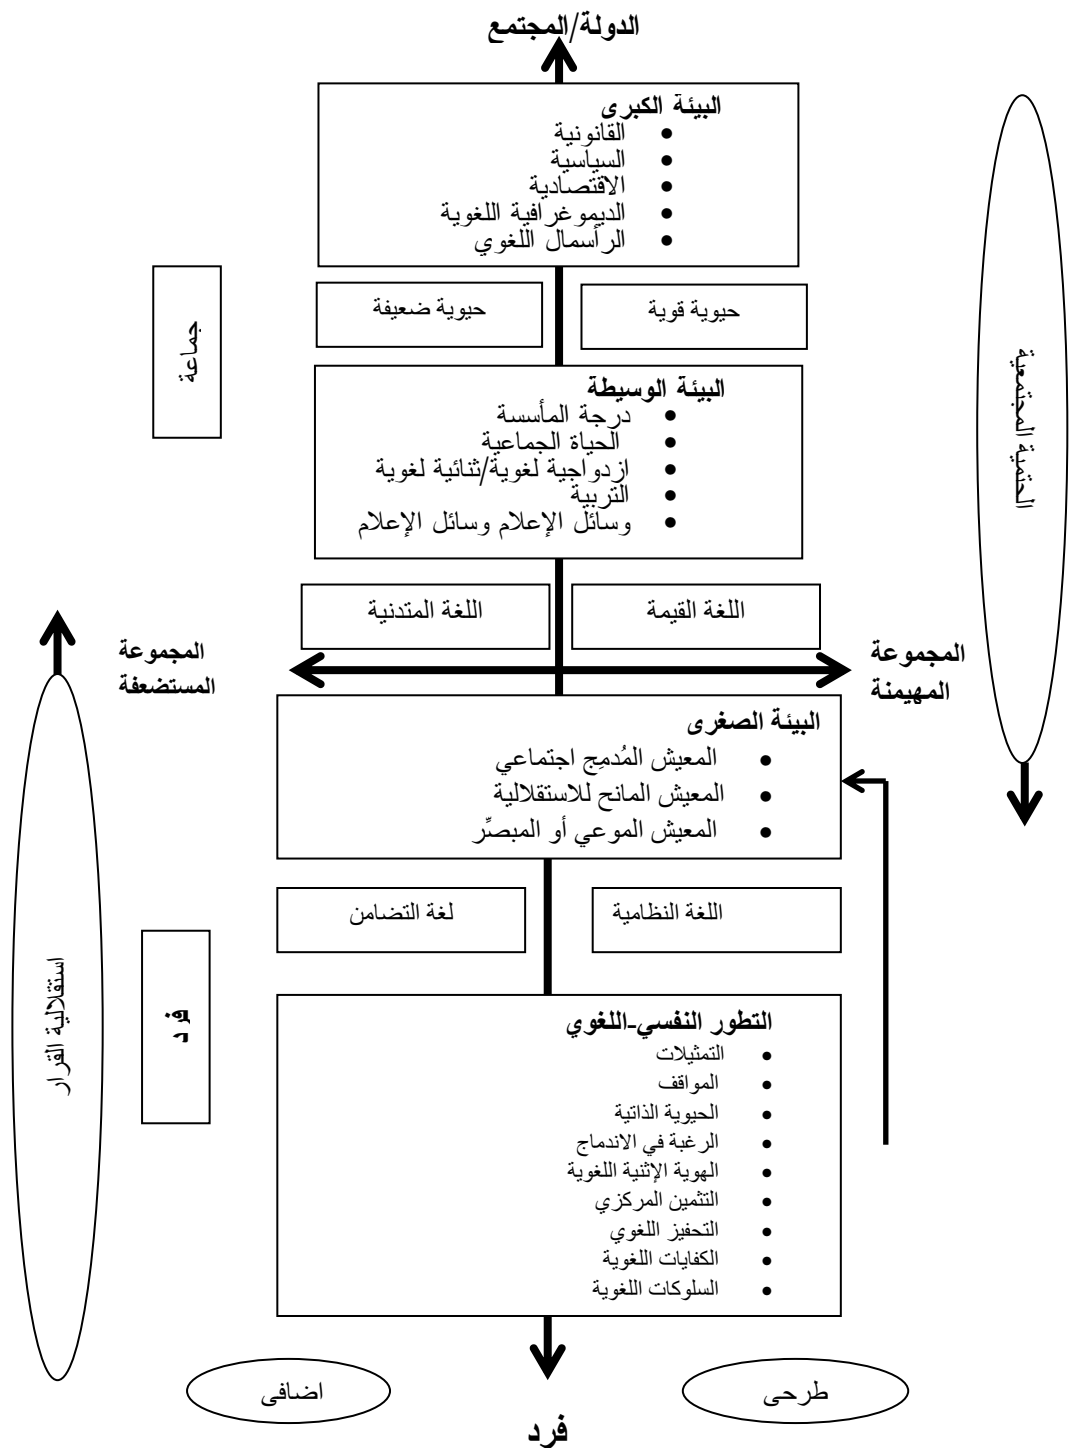 الدولة/المجتمع
البيئة الكبرى
القانونية
السياسية
الاقتصادية
الديموغرافية اللغوية
الرأسمال اللغوي
حيوية قوية
حيوية ضعيفة
جماعة
الحتمية المجتمعية
البيئة الوسيطة
درجة المأسسة
الحياة الجماعية
ازدواجية لغوية/ثنائية لغوية
التربية
وسائل الإعلام وسائل الإعلام
اللغة القيمة
اللغة المتدنية
المجموعة
المهيمنة
المجموعة
المستضعفة
البيئة الصغرى
المعيش المُدمِج اجتماعي
المعيش المانح للاستقلالية
المعيش الموعي أو المبصِّر
اللغة النظامية
لغة التضامن
فرد
استقلالية القرار
التطور النفسي-اللغوي
التمثيلات
المواقف
الحيوية الذاتية
الرغبة في الاندماج
الهوية الإثنية اللغوية
التثمين المركزي
التحفيز اللغوي
الكفايات اللغوية
السلوكات اللغوية
طرحى
اضافى
فرد